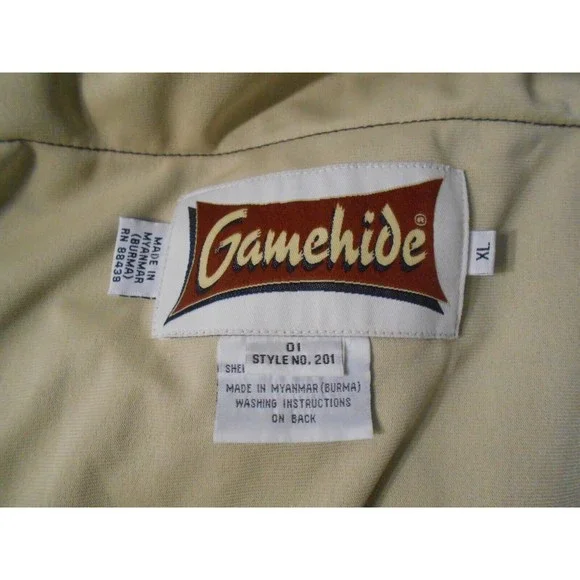 MADE IN
MYANMAR
(BURMA)
RN 88439
Gamehide®
XL
01
STYLE NO. 201
MADE IN MYANMAR (BURMA)
WASHING INSTRUCTIONS
ON BACK